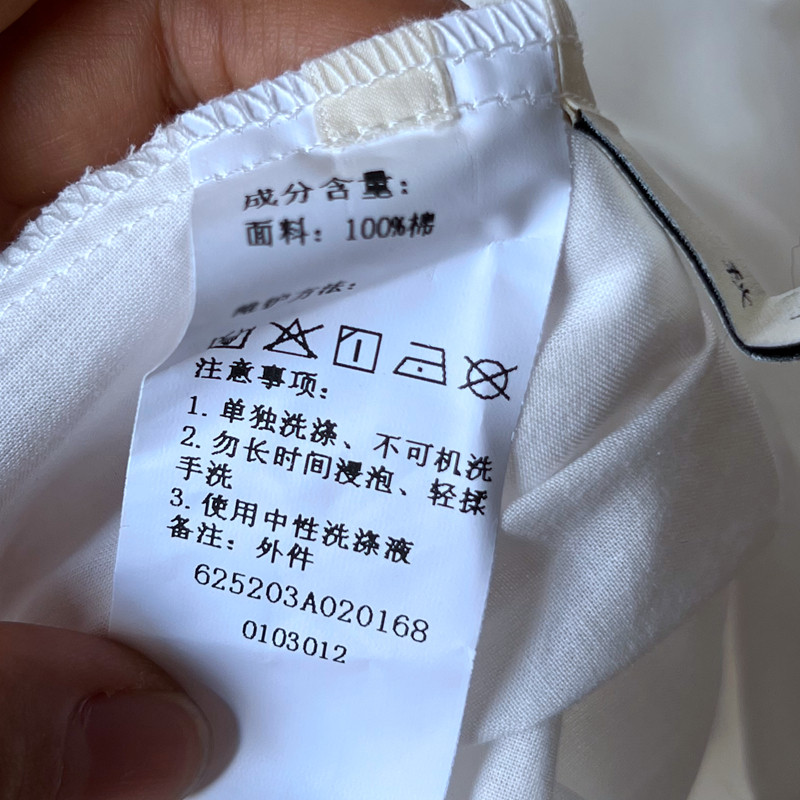 成分含量：
面料：100%棉
维护方法：
注意事项：
1. 单独洗涤、不可机洗
2. 勿长时间浸泡、轻揉
手洗
3. 使用中性洗涤液
备注：外件
625203A020168
0103012